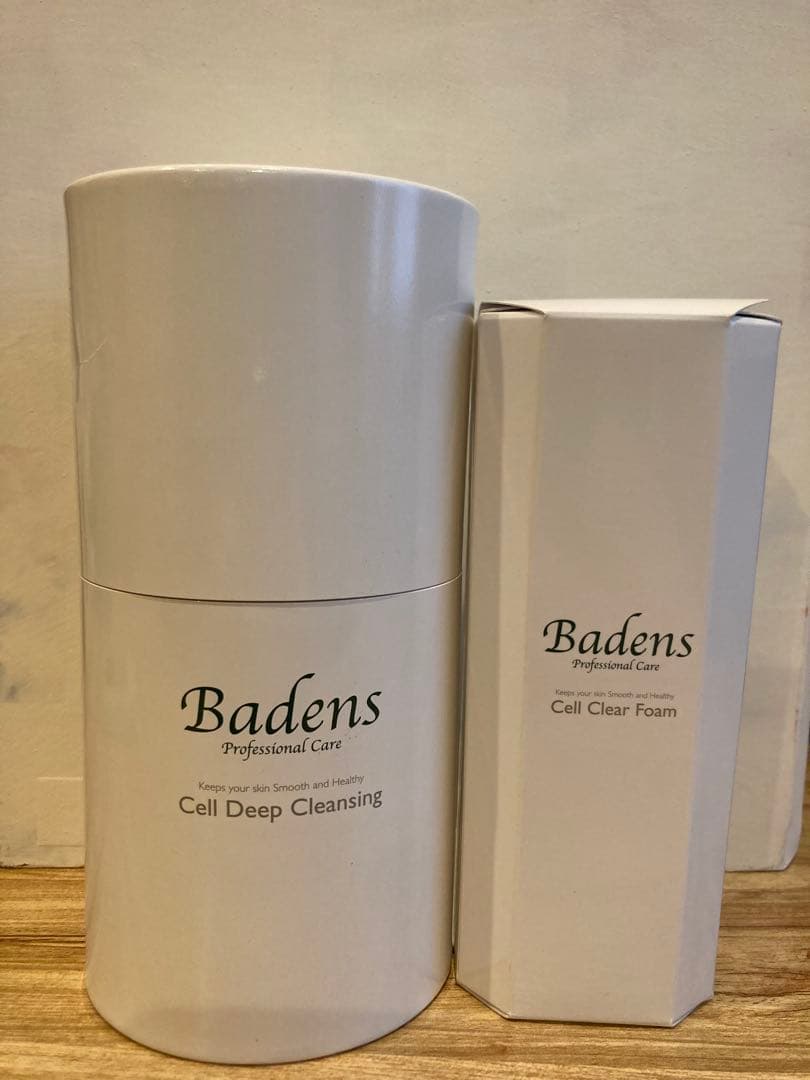 Badens
Professional Care
Keeps your skin Smooth and Healthy
Cell Deep Cleansing
Badens
Professional Care
Keeps your skin Smooth and Healthy
Cell Clear Foam